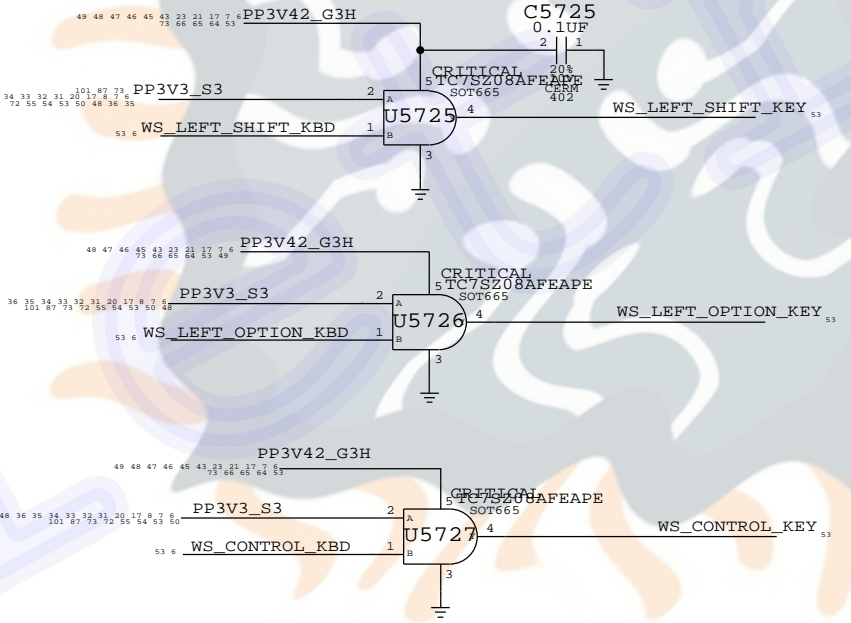 C5725
0.1UF
49 48 47 46 45 43 23 21 17 7 6 PP3V42_G3H
73 66 65 64 53
2 1
20%
CERM
402
CRITICAL
5 TC7SZ08AFEAPE
SOT665
101 87 73 PP3V3_S3 2 A
34 33 32 31 20 17 8 7 6
72 55 54 53 50 48 36 35
U5725 4 WS_LEFT_SHIFT_KEY 53
53 6 WS_LEFT_SHIFT_KBD 1 B
3
48 47 46 45 43 23 21 17 7 6 PP3V42_G3H
73 66 65 64 53 49
CRITICAL
5 TC7SZ08AFEAPE
SOT665
36 35 34 33 32 31 20 17 8 7 6 PP3V3_S3 2 A
101 87 73 72 55 54 53 50 48
U5726 4 WS_LEFT_OPTION_KEY 53
53 6 WS_LEFT_OPTION_KBD 1 B
3
PP3V42_G3H
49 48 47 46 45 43 23 21 17 7 6
73 66 65 64 53
CRITICAL
5 TC7SZ08AFEAPE
SOT665
48 36 35 34 33 32 31 20 17 8 7 6 PP3V3_S3 2 A
101 87 73 72 55 54 53 50
U5727 4 WS_CONTROL_KEY 53
53 6 WS_CONTROL_KBD 1 B
3